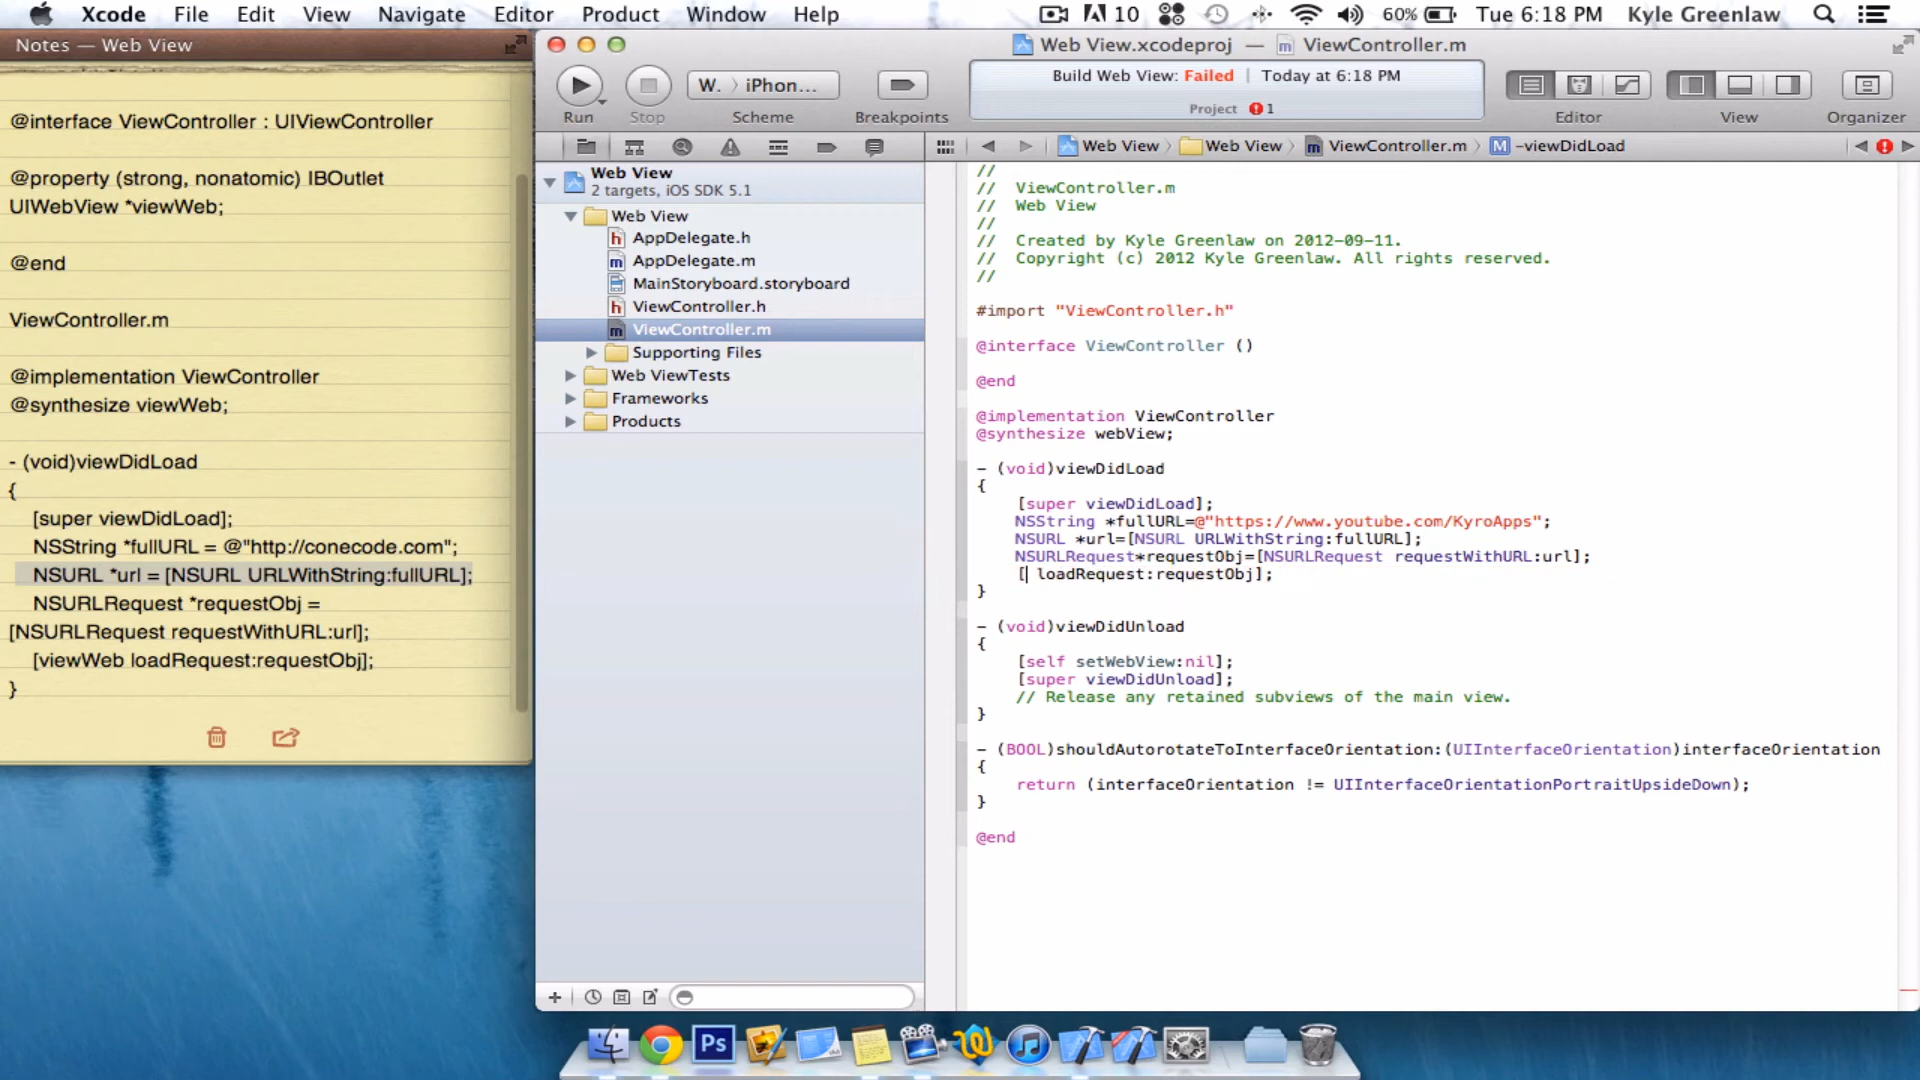 Xcode File Edit View Navigate Editor Product Window Help 10 60% Tue 6:18 PM Kyle Greenlaw
Notes — Web View
@interface ViewController : UIViewController
@property (strong, nonatomic) IBOutlet
UIWebView *viewWeb;
@end
ViewController.m
@implementation ViewController
@synthesize viewWeb;
- (void)viewDidLoad
{
[super viewDidLoad];
NSString *fullURL = @"http://conecode.com";
NSURL *url = [NSURL URLWithString:fullURL];
NSURLRequest *requestObj =
[NSURLRequest requestWithURL:url];
[viewWeb loadRequest:requestObj];
}
Web View.xcodeproj — ViewController.m
W. 〉 iPhon...
Build Web View: Failed | Today at 6:18 PM
Project 1
Run Stop Scheme Breakpoints Editor View Organizer
Web View 〉 Web View 〉 ViewController.m 〉 M -viewDidLoad
Web View
2 targets, iOS SDK 5.1
Web View
h AppDelegate.h
m AppDelegate.m
MainStoryboard.storyboard
h ViewController.h
m ViewController.m
Supporting Files
Web ViewTests
Frameworks
Products
//
// ViewController.m
// Web View
//
// Created by Kyle Greenlaw on 2012-09-11.
// Copyright (c) 2012 Kyle Greenlaw. All rights reserved.
//
#import "ViewController.h"
@interface ViewController ()
@end
@implementation ViewController
@synthesize webView;
- (void)viewDidLoad
{
[super viewDidLoad];
NSString *fullURL=@"https://www.youtube.com/KyroApps";
NSURL *url=[NSURL URLWithString:fullURL];
NSURLRequest*requestObj=[NSURLRequest requestWithURL:url];
[ loadRequest:requestObj];
}
- (void)viewDidUnload
{
[self setWebView:nil];
[super viewDidUnload];
// Release any retained subviews of the main view.
}
- (BOOL)shouldAutorotateToInterfaceOrientation:(UIInterfaceOrientation)interfaceOrientation
{
return (interfaceOrientation != UIInterfaceOrientationPortraitUpsideDown);
}
@end
Ps